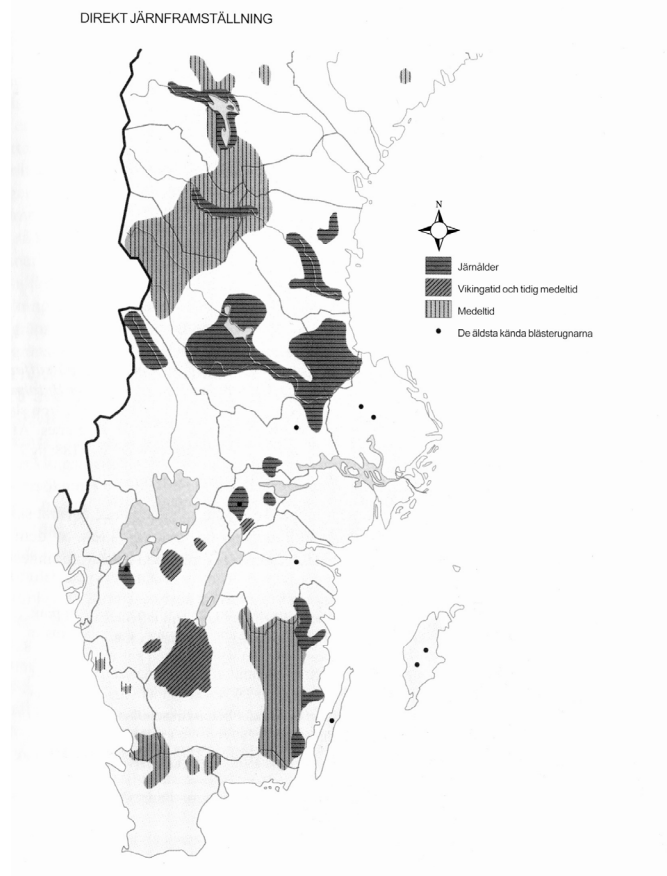 DIREKT JÄRNFRAMSTÄLLNING
N
Järnålder
Vikingatid och tidig medeltid
Medeltid
De äldsta kända blästerugnarna